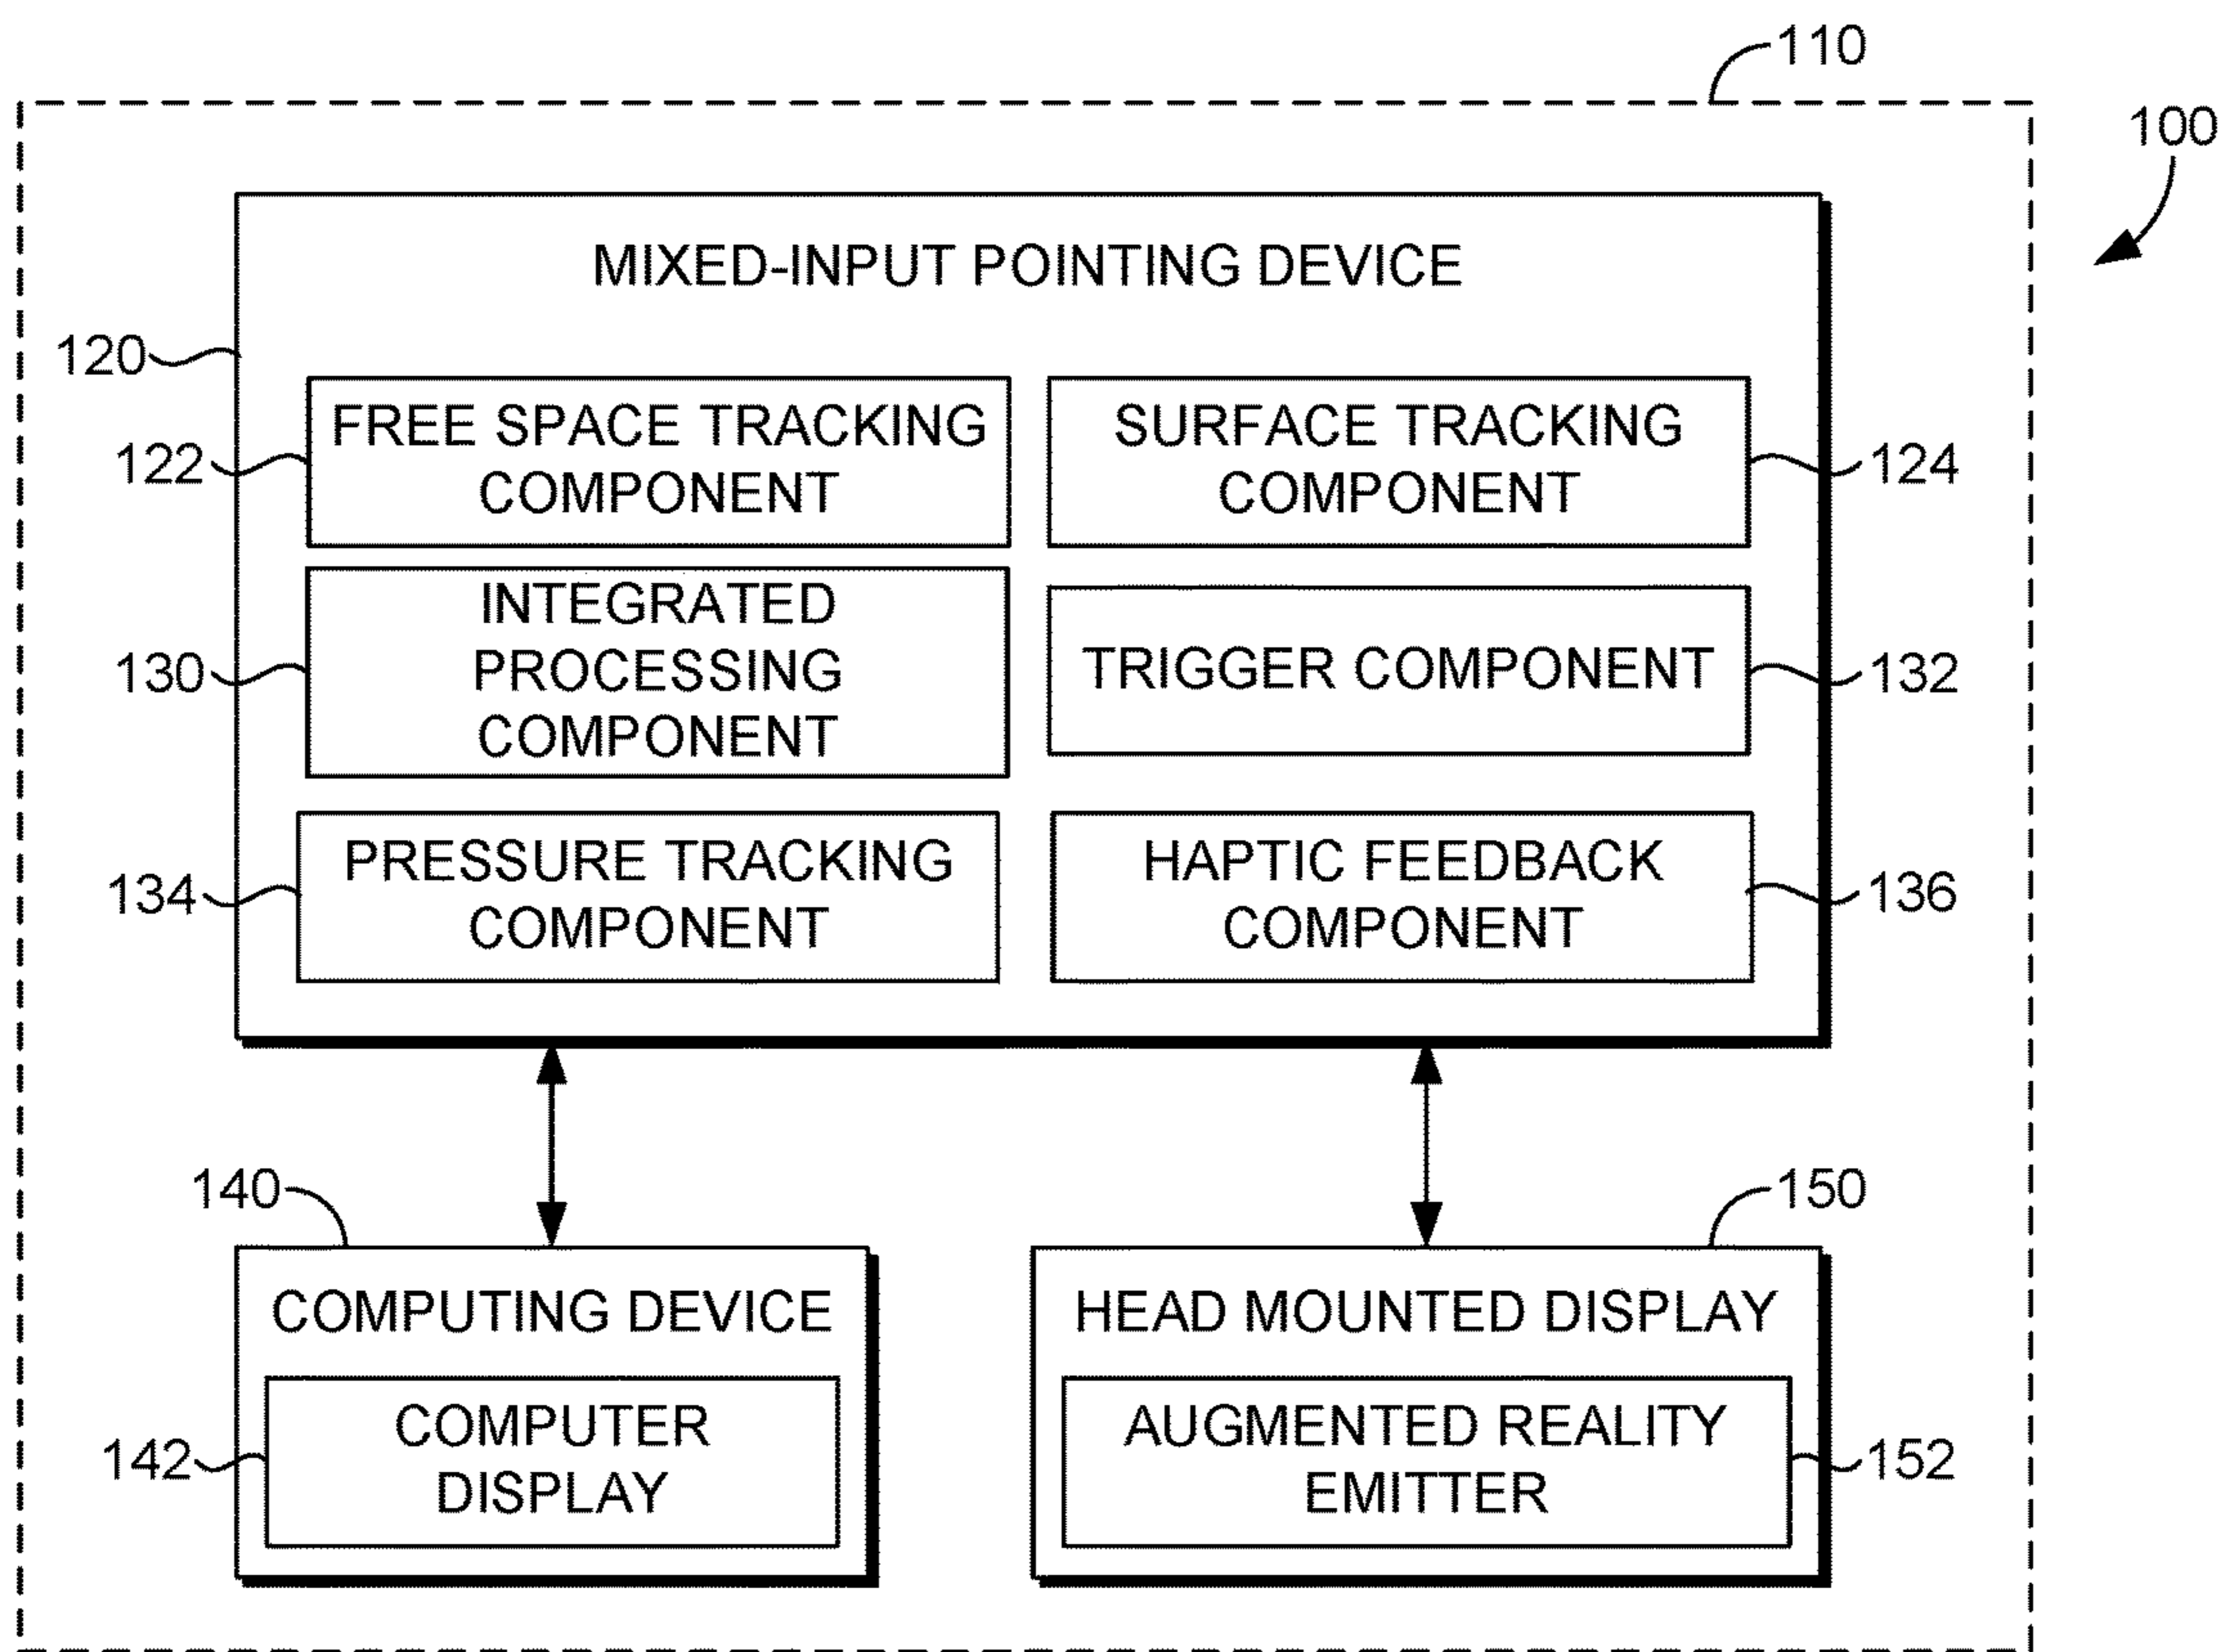 110
100
MIXED-INPUT POINTING DEVICE
120
FREE SPACE TRACKING
COMPONENT
122
SURFACE TRACKING
COMPONENT
124
INTEGRATED
PROCESSING
COMPONENT
130
TRIGGER COMPONENT
132
PRESSURE TRACKING
COMPONENT
134
HAPTIC FEEDBACK
COMPONENT
136
140
COMPUTING DEVICE
COMPUTER
DISPLAY
142
150
HEAD MOUNTED DISPLAY
AUGMENTED REALITY
EMITTER
152